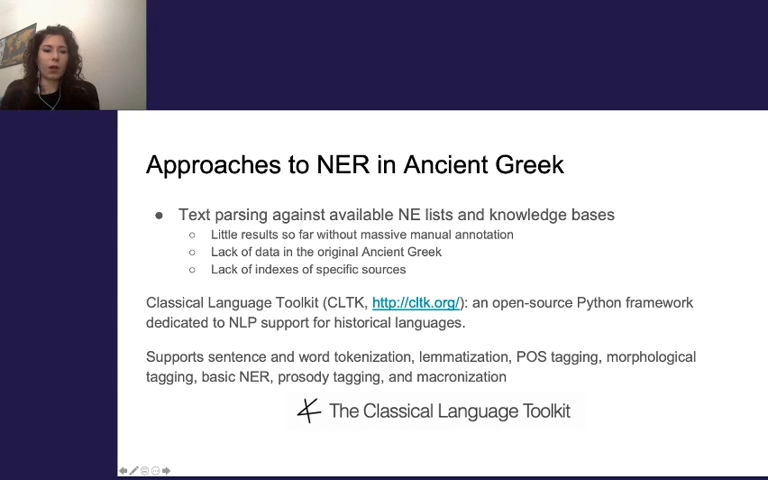 Approaches to NER in Ancient Greek
● Text parsing against available NE lists and knowledge bases
○ Little results so far without massive manual annotation
○ Lack of data in the original Ancient Greek
○ Lack of indexes of specific sources
Classical Language Toolkit (CLTK, http://cltk.org/): an open-source Python framework
dedicated to NLP support for historical languages.
Supports sentence and word tokenization, lemmatization, POS tagging, morphological
tagging, basic NER, prosody tagging, and macronization
The Classical Language Toolkit